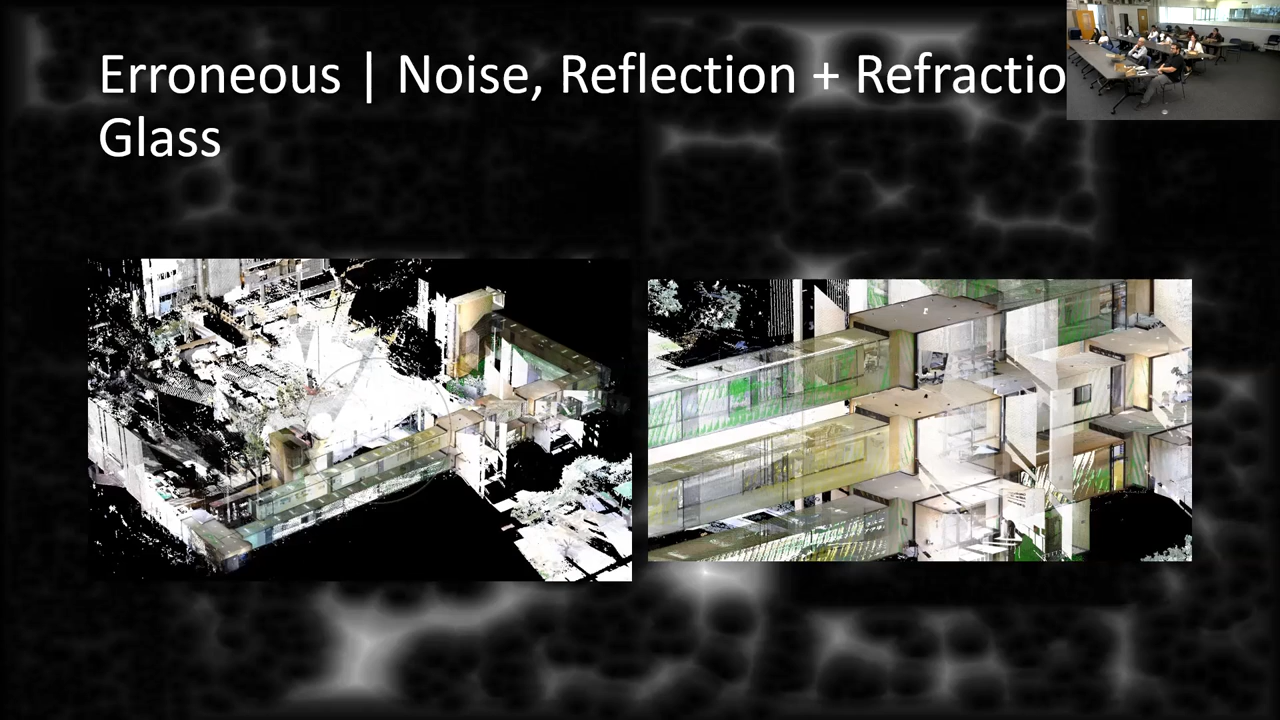 Erroneous | Noise, Reflection + Refractio
Glass